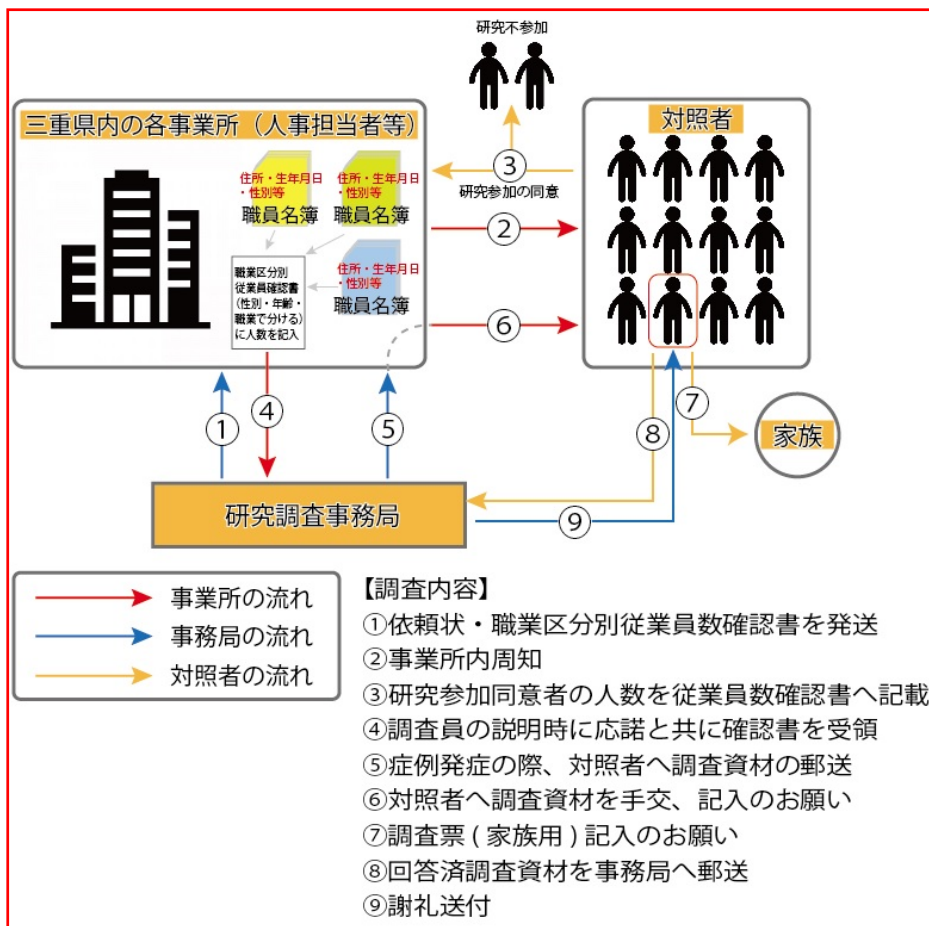 研究不参加
三重県内の各事業所（人事担当者等）
対照者
住所・生年月日
・性別等
職員名簿
住所・生年月日
・性別等
職員名簿
③
研究参加の同意
②
職業区分別
従業員確認書
(性別・年齢・
職業で分ける)
に人数を記入
住所・生年月日
・性別等
職員名簿
⑥
①
④
⑤
⑧
⑦
家族
研究調査事務局
⑨
事業所の流れ
事務局の流れ
対照者の流れ
【調査内容】
①依頼状・職業区分別従業員数確認書を発送
②事業所内周知
③研究参加同意者の人数を従業員数確認書へ記載
④調査員の説明時に応諾と共に確認書を受領
⑤症例発症の際、対照者へ調査資材の郵送
⑥対照者へ調査資材を手交、記入のお願い
⑦調査票(家族用)記入のお願い
⑧回答済調査資材を事務局へ郵送
⑨謝礼送付